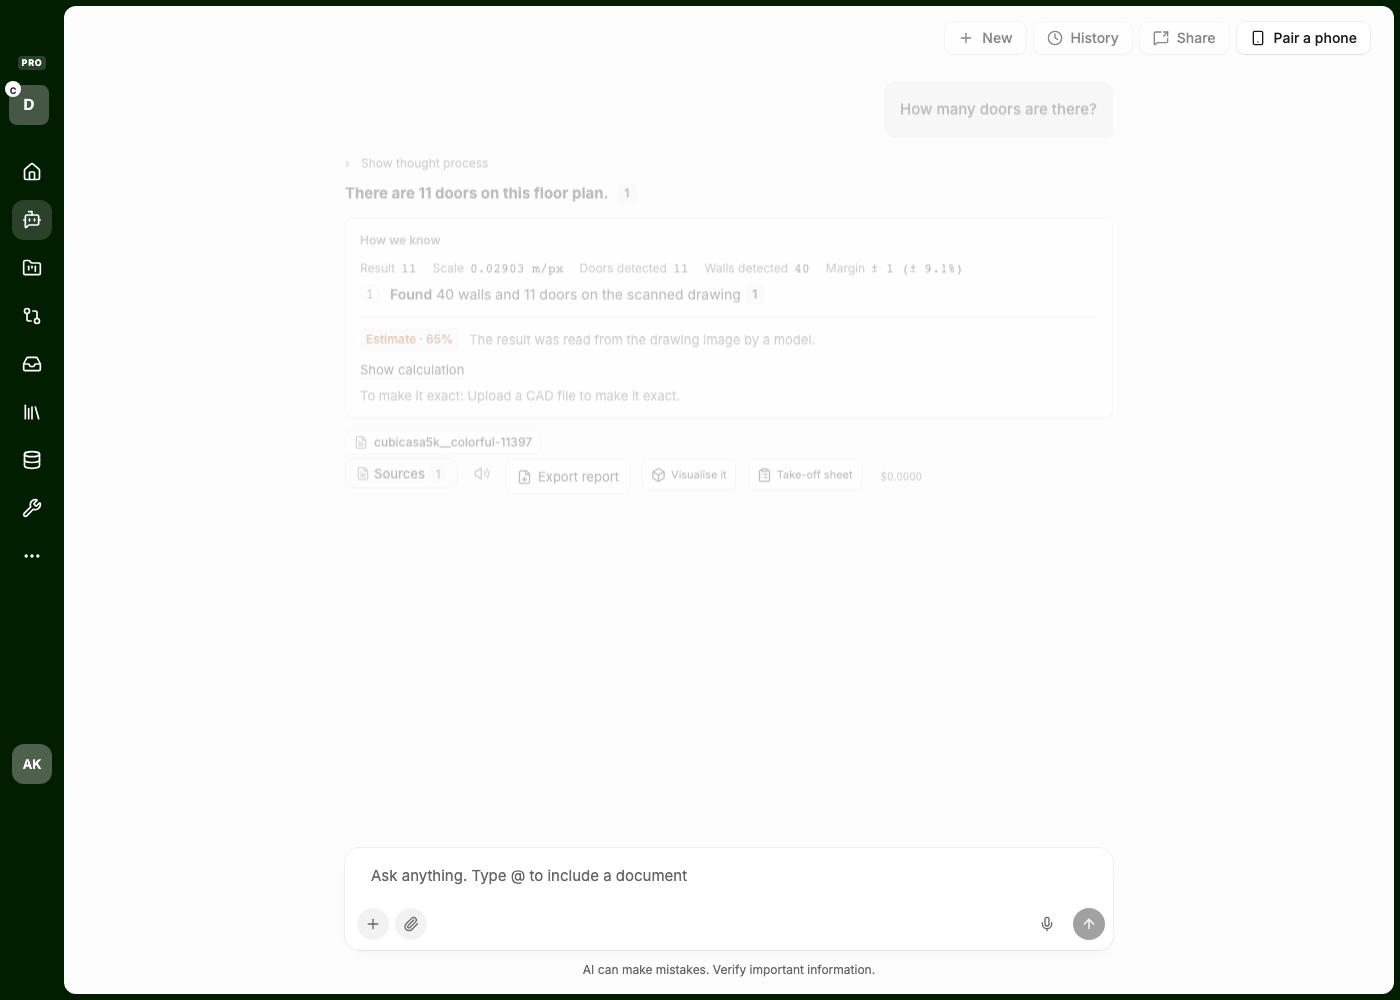 New
History
Share
Pair a phone
PRO
c
D
How many doors are there?
Show thought process
There are 11 doors on this floor plan. 1
How we know
Result 11 Scale 0.02903 m/px Doors detected 11 Walls detected 40 Margin ± 1 (± 9.1%)
1 Found 40 walls and 11 doors on the scanned drawing 1
Estimate · 65% The result was read from the drawing image by a model.
Show calculation
To make it exact: Upload a CAD file to make it exact.
cubicasa5k__colorful-11397
Sources 1 Export report Visualise it Take-off sheet $0.0000
AK
Ask anything. Type @ to include a document
AI can make mistakes. Verify important information.